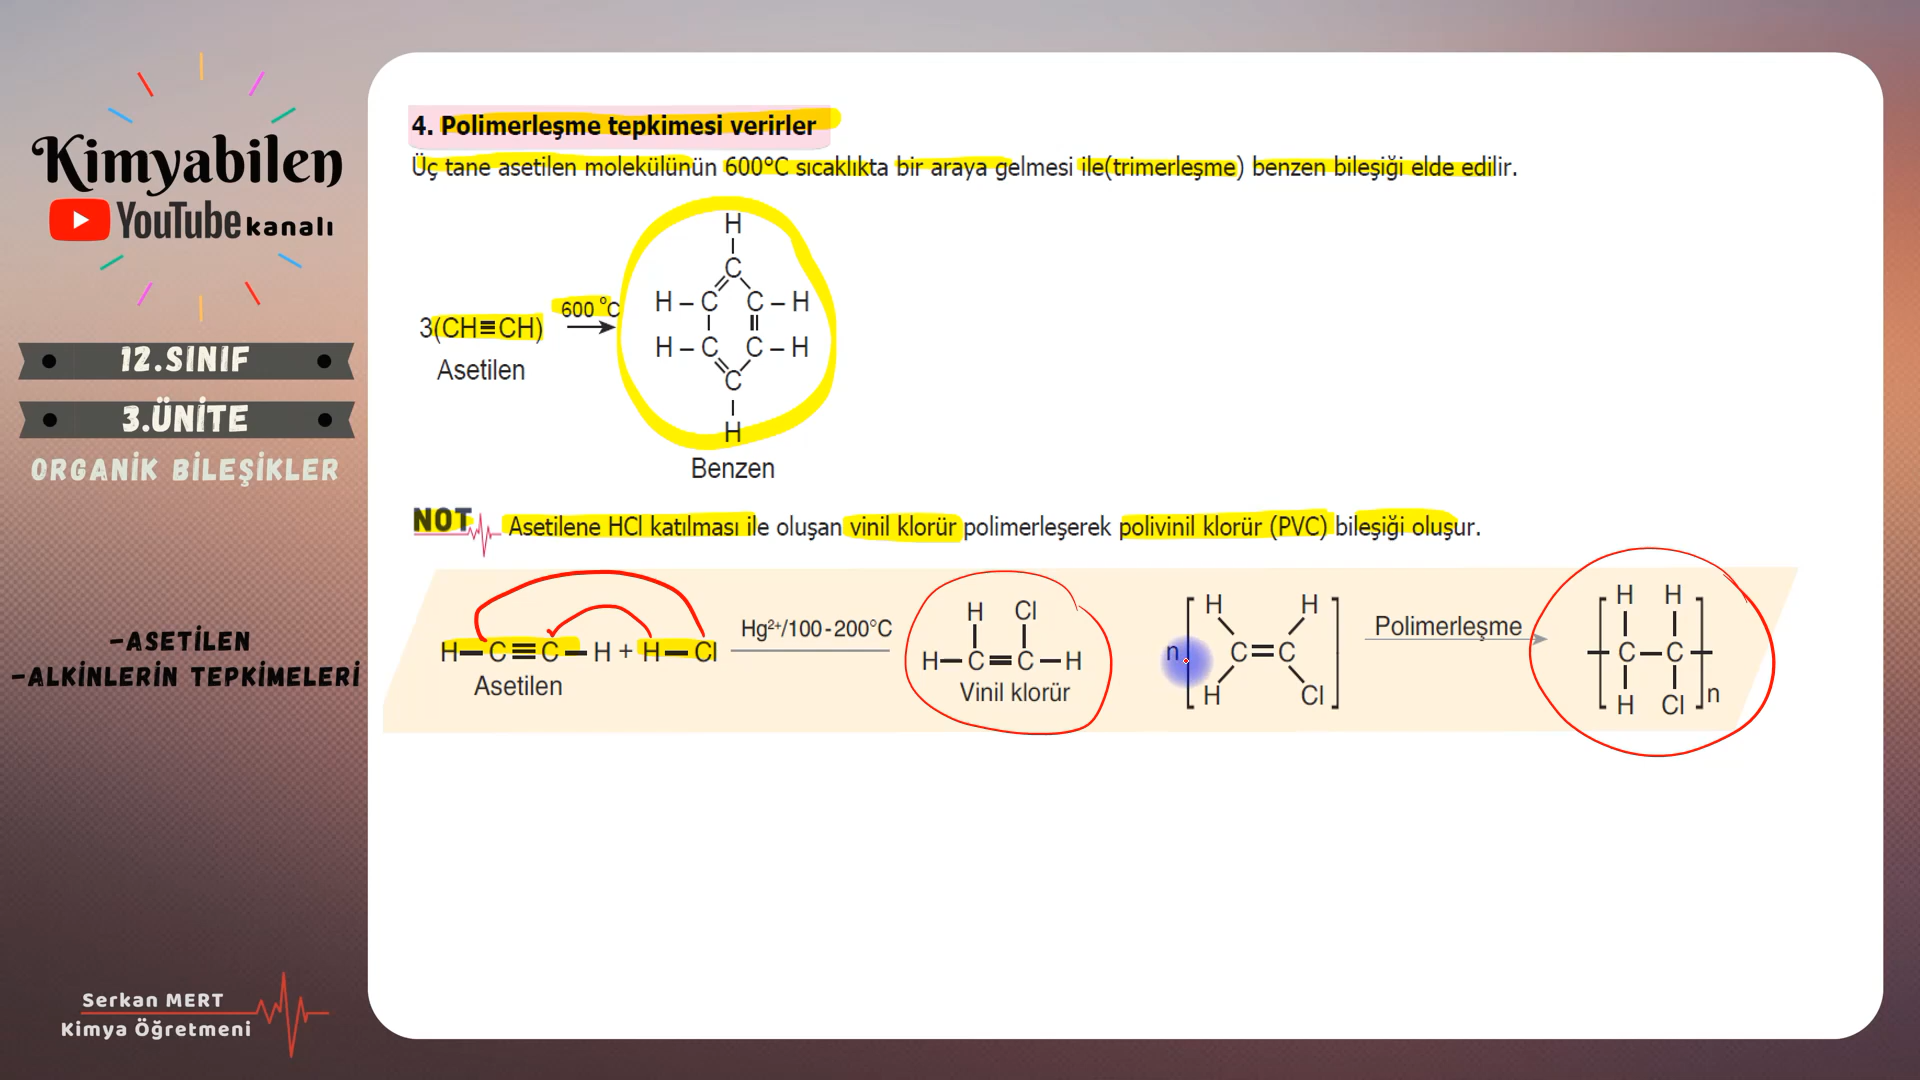 Kimyabilen
YouTube kanalı
12.SINIF
3.ÜNİTE
ORGANİK BİLEŞİKLER
-ASETİLEN
-ALKİNLERİN TEPKİMELERİ
Serkan MERT
Kimya Öğretmeni
4. Polimerleşme tepkimesi verirler
Üç tane asetilen molekülünün 600°C sıcaklıkta bir araya gelmesi ile(trimerleşme) benzen bileşiği elde edilir.
H
C
H – C C – H
3(CH≡CH) 600 °C
H – C C – H
Asetilen
C
H
Benzen
NOT Asetilene HCl katılması ile oluşan vinil klorür polimerleşerek polivinil klorür (PVC) bileşiği oluşur.
H Cl H H H H
H—C≡C—H + H—Cl Hg²⁺/100-200°C H—C=C—H n C=C Polimerleşme —C—C—
Asetilen Vinil klorür H Cl H Cl n